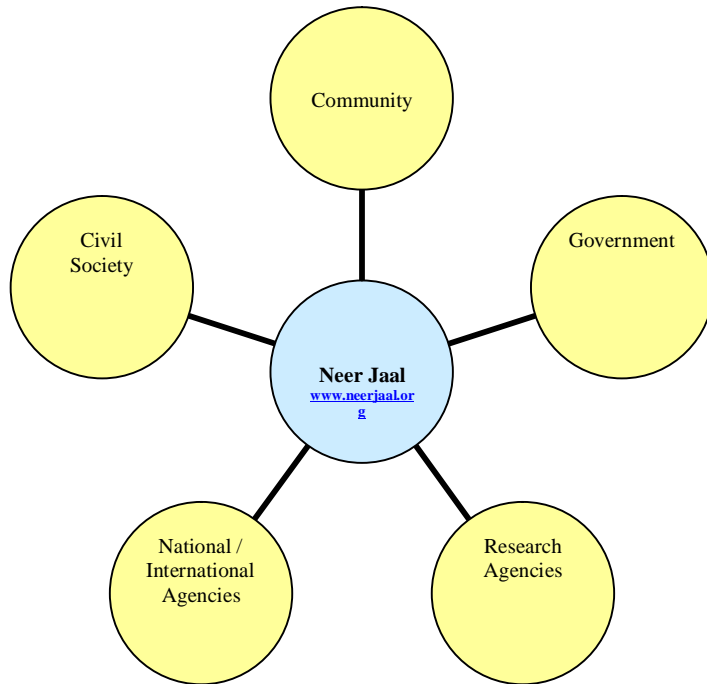 Community
Civil
Society
Government
Neer Jaal
www.neerjaal.or
g
National /
International
Agencies
Research
Agencies